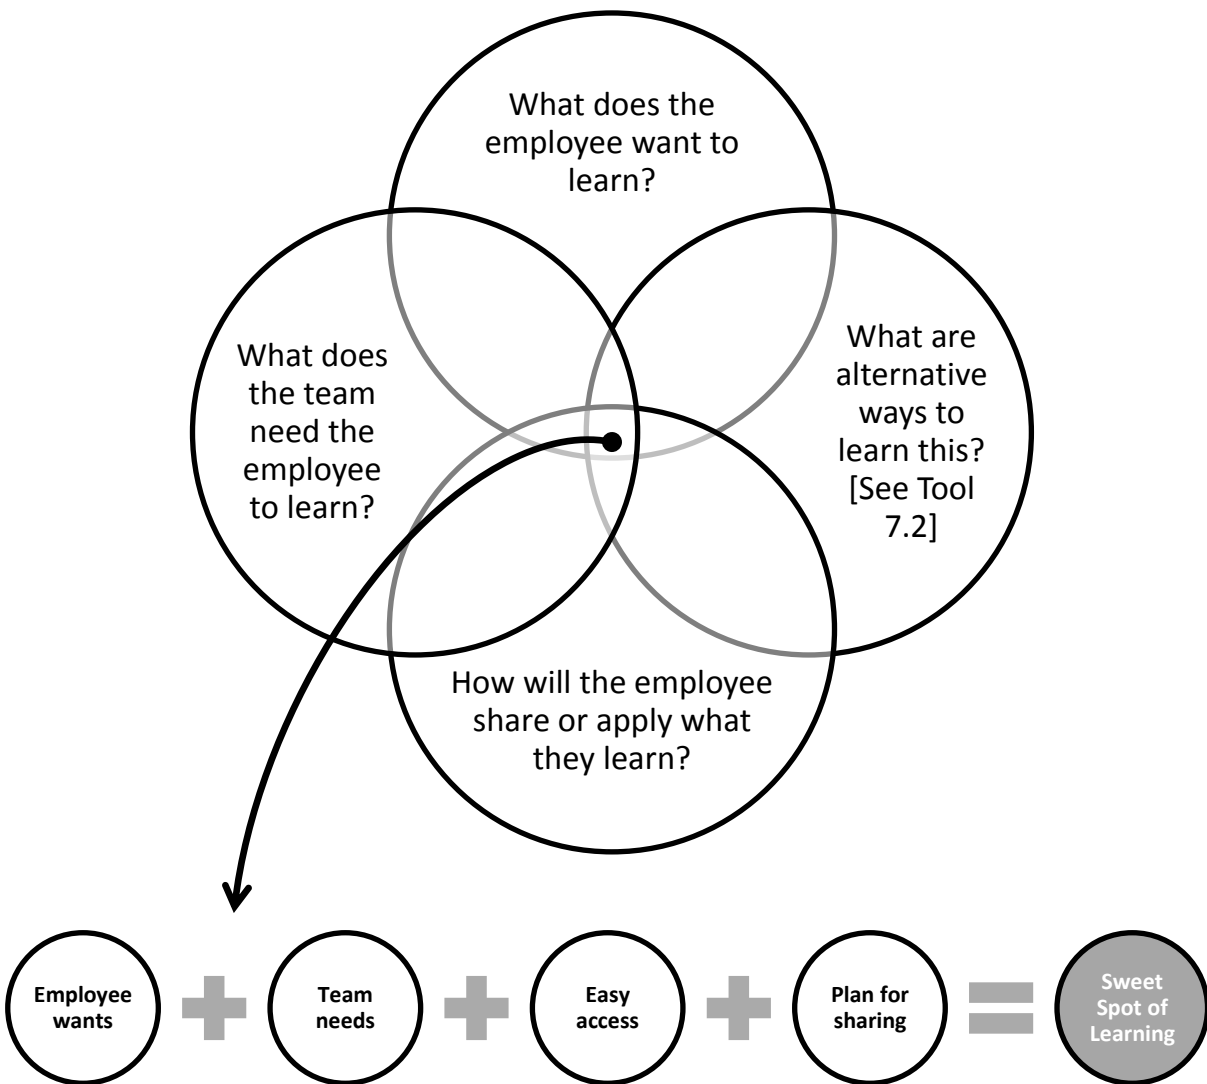 What does the
employee want to
learn?
What does
the team
need the
employee
to learn?
What are
alternative
ways to
learn this?
[See Tool
7.2]
How will the employee
share or apply what
they learn?
Employee
wants
Team
needs
Easy
access
Plan for
sharing
Sweet
Spot of
Learning